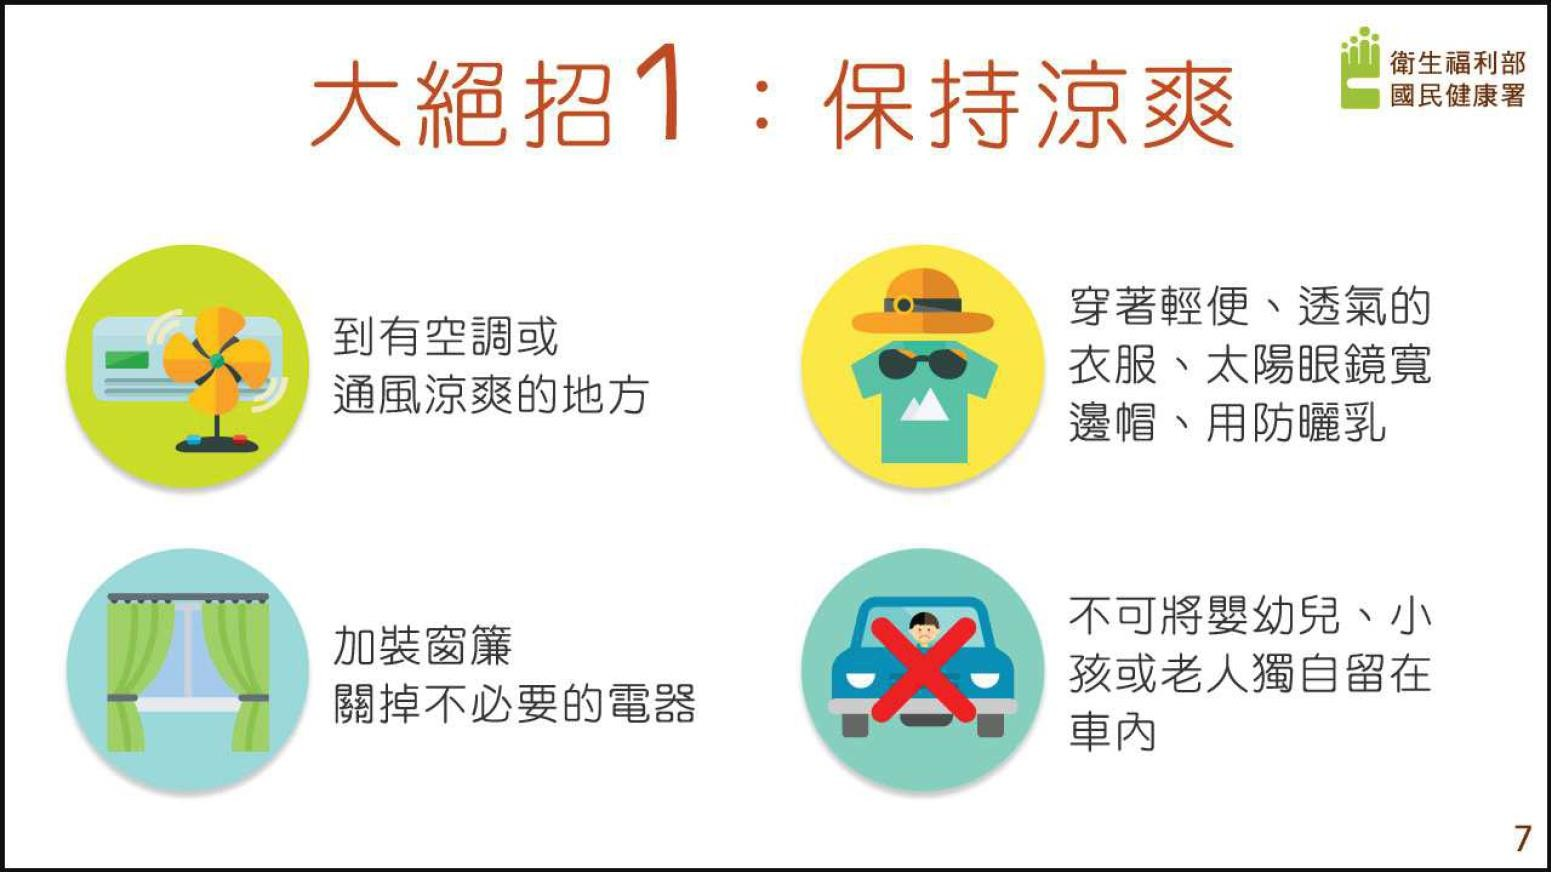 大絕招1：保持涼爽
衛生福利部
國民健康署
到有空調或
通風涼爽的地方
穿著輕便、透氣的
衣服、太陽眼鏡寬
邊帽、用防曬乳
加裝窗簾
關掉不必要的電器
不可將嬰幼兒、小
孩或老人獨自留在
車內
7